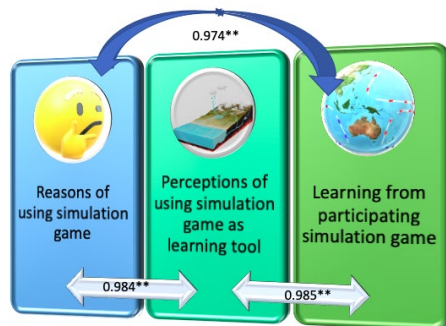 0.974**
Reasons of
using simulation
game
Perceptions of
using simulation
game as
learning tool
Learning from
participating
simulation game
0.984**
0.985**